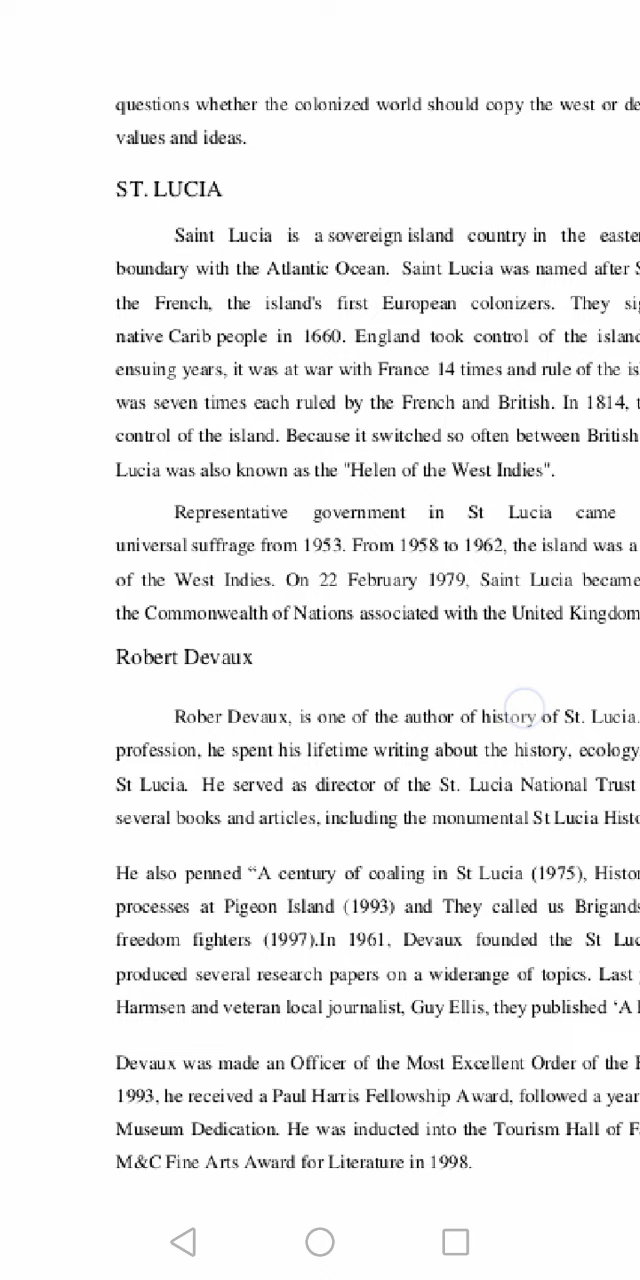 questions whether the colonized world should copy the west or de
values and ideas.
ST. LUCIA
Saint Lucia is a sovereign island country in the easte
boundary with the Atlantic Ocean. Saint Lucia was named after S
the French, the island's first European colonizers. They sig
native Carib people in 1660. England took control of the island
ensuing years, it was at war with France 14 times and rule of the is
was seven times each ruled by the French and British. In 1814, t
control of the island. Because it switched so often between British
Lucia was also known as the "Helen of the West Indies".
Representative government in St Lucia came
universal suffrage from 1953. From 1958 to 1962, the island was a
of the West Indies. On 22 February 1979, Saint Lucia became
the Commonwealth of Nations associated with the United Kingdom
Robert Devaux
Rober Devaux, is one of the author of history of St. Lucia.
profession, he spent his lifetime writing about the history, ecology
St Lucia. He served as director of the St. Lucia National Trust
several books and articles, including the monumental St Lucia Histo
He also penned “A century of coaling in St Lucia (1975), Histor
processes at Pigeon Island (1993) and They called us Brigands
freedom fighters (1997).In 1961, Devaux founded the St Luc
produced several research papers on a widerange of topics. Last
Harmsen and veteran local journalist, Guy Ellis, they published ‘A
Devaux was made an Officer of the Most Excellent Order of the
1993, he received a Paul Harris Fellowship Award, followed a year
Museum Dedication. He was inducted into the Tourism Hall of F
M&C Fine Arts Award for Literature in 1998.